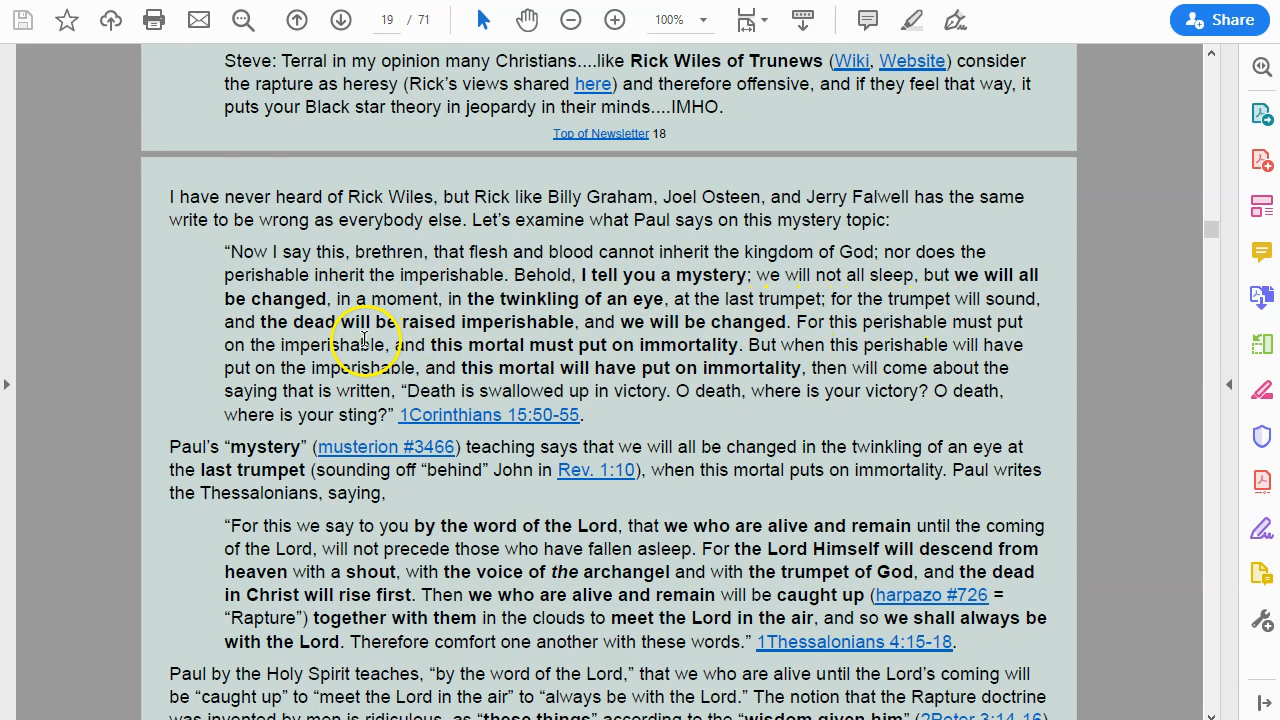 19 / 71
100%
Share
Steve: Terral in my opinion many Christians....like Rick Wiles of Trunews (Wiki, Website) consider
the rapture as heresy (Rick's views shared here) and therefore offensive, and if they feel that way, it
puts your Black star theory in jeopardy in their minds....IMHO.
Top of Newsletter 18
I have never heard of Rick Wiles, but Rick like Billy Graham, Joel Osteen, and Jerry Falwell has the same
write to be wrong as everybody else. Let's examine what Paul says on this mystery topic:
“Now I say this, brethren, that flesh and blood cannot inherit the kingdom of God; nor does the
perishable inherit the imperishable. Behold, I tell you a mystery; we will not all sleep, but we will all
be changed, in a moment, in the twinkling of an eye, at the last trumpet; for the trumpet will sound,
and the dead will be raised imperishable, and we will be changed. For this perishable must put
on the imperishable, and this mortal must put on immortality. But when this perishable will have
put on the imperishable, and this mortal will have put on immortality, then will come about the
saying that is written, “Death is swallowed up in victory. O death, where is your victory? O death,
where is your sting?” 1Corinthians 15:50-55.
Paul's “mystery” (musterion #3466) teaching says that we will all be changed in the twinkling of an eye at
the last trumpet (sounding off “behind” John in Rev. 1:10), when this mortal puts on immortality. Paul writes
the Thessalonians, saying,
“For this we say to you by the word of the Lord, that we who are alive and remain until the coming
of the Lord, will not precede those who have fallen asleep. For the Lord Himself will descend from
heaven with a shout, with the voice of the archangel and with the trumpet of God, and the dead
in Christ will rise first. Then we who are alive and remain will be caught up (harpazo #726 =
“Rapture”) together with them in the clouds to meet the Lord in the air, and so we shall always be
with the Lord. Therefore comfort one another with these words.” 1Thessalonians 4:15-18.
Paul by the Holy Spirit teaches, “by the word of the Lord,” that we who are alive until the Lord's coming will
be “caught up” to “meet the Lord in the air” to “always be with the Lord.” The notion that the Rapture doctrine
was invented by men is ridiculous, as “these things” according to the “wisdom given him” (2Peter 3:14-16)